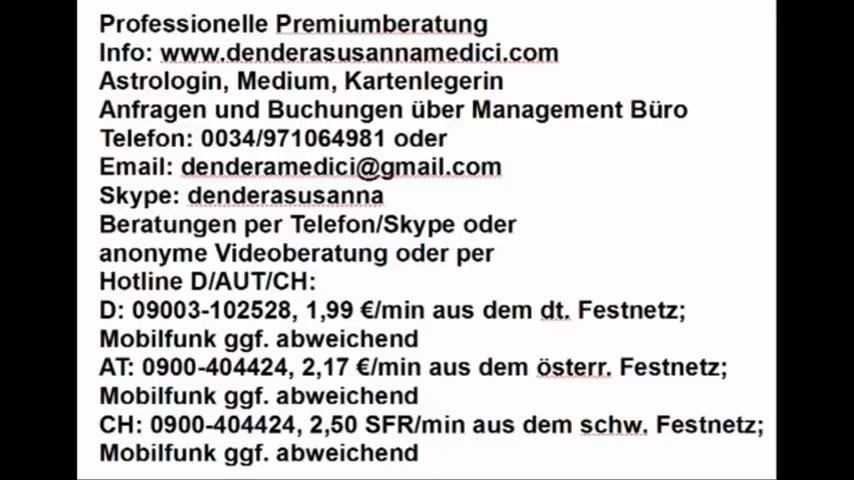 Professionelle Premiumberatung
Info: www.denderasusannamedici.com
Astrologin, Medium, Kartenlegerin
Anfragen und Buchungen über Management Büro
Telefon: 0034/971064981 oder
Email: denderamedici@gmail.com
Skype: denderasusanna
Beratungen per Telefon/Skype oder
anonyme Videoberatung oder per
Hotline D/AUT/CH:
D: 09003-102528, 1,99 €/min aus dem dt. Festnetz;
Mobilfunk ggf. abweichend
AT: 0900-404424, 2,17 €/min aus dem österr. Festnetz;
Mobilfunk ggf. abweichend
CH: 0900-404424, 2,50 SFR/min aus dem schw. Festnetz;
Mobilfunk ggf. abweichend